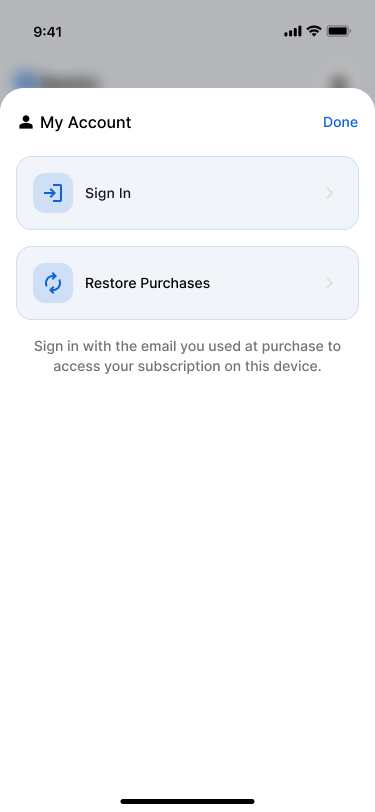 9:41
My Account
Done
Sign In
Restore Purchases
Sign in with the email you used at purchase to
access your subscription on this device.